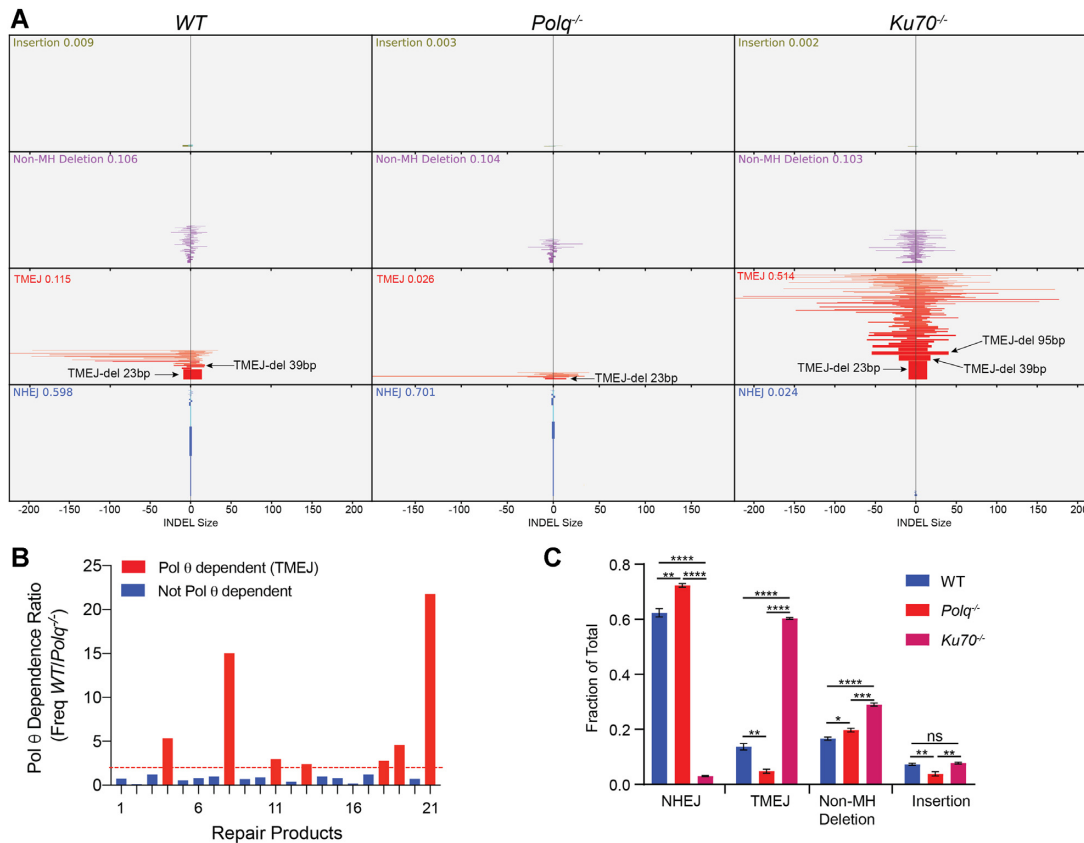 A
WT
Polq-/-
Ku70-/-
Insertion 0.009
Insertion 0.003
Insertion 0.002
Non-MH Deletion 0.106
Non-MH Deletion 0.104
Non-MH Deletion 0.103
TMEJ 0.115
TMEJ 0.026
TMEJ 0.514
TMEJ-del 39bp
TMEJ-del 23bp
TMEJ-del 23bp
TMEJ-del 95bp
TMEJ-del 23bp
TMEJ-del 39bp
NHEJ 0.598
NHEJ 0.701
NHEJ 0.024
-200 -150 -100 -50 0 50 100 150 200
-200 -150 -100 -50 0 50 100 150 200
-200 -150 -100 -50 0 50 100 150 200
INDEL Size
INDEL Size
INDEL Size
B
Pol θ Dependence Ratio
(Freq WT/Polq-/-)
25
20
15
10
5
0
Pol θ dependent (TMEJ)
Not Pol θ dependent
1 6 11 16 21
Repair Products
C
Fraction of Total
0.8
0.6
0.4
0.2
0.0
****
** ****
****
****
**
****
***
*
ns
** **
WT
Polq-/-
Ku70-/-
NHEJ TMEJ Non-MH Insertion
Deletion